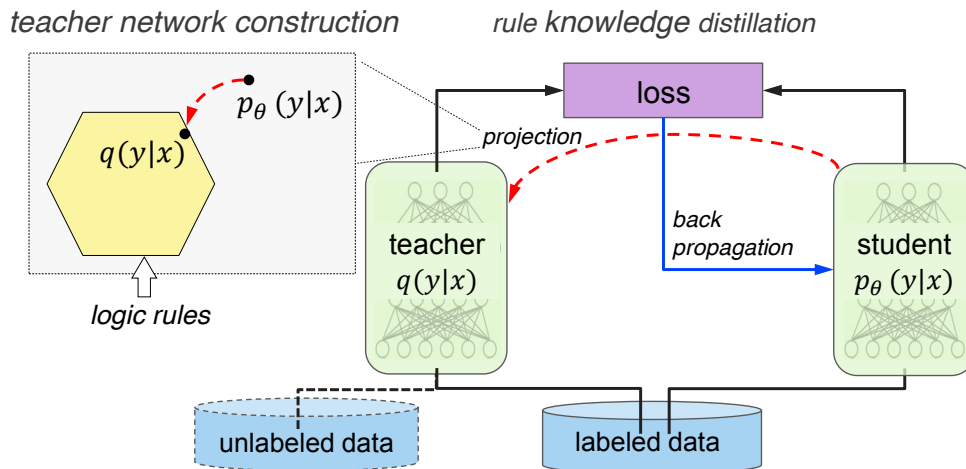 teacher network construction
rule knowledge distillation
p_θ (y|x)
q(y|x)
logic rules
loss
projection
back
propagation
teacher
q(y|x)
student
p_θ (y|x)
unlabeled data
labeled data